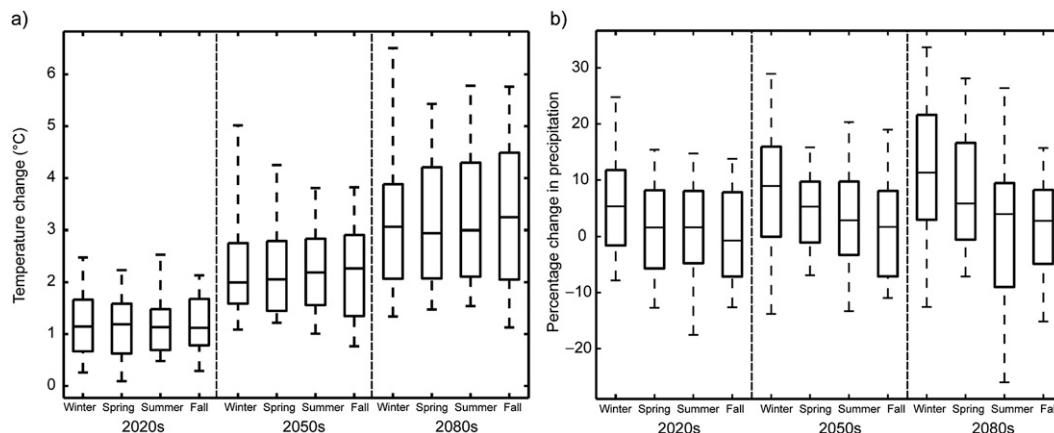 a)
Temperature change (°C)
6
5
4
3
2
1
0
Winter Spring Summer Fall Winter Spring Summer Fall Winter Spring Summer Fall
2020s 2050s 2080s
b)
Percentage change in precipitation
30
20
10
0
−10
−20
Winter Spring Summer Fall Winter Spring Summer Fall Winter Spring Summer Fall
2020s 2050s 2080s